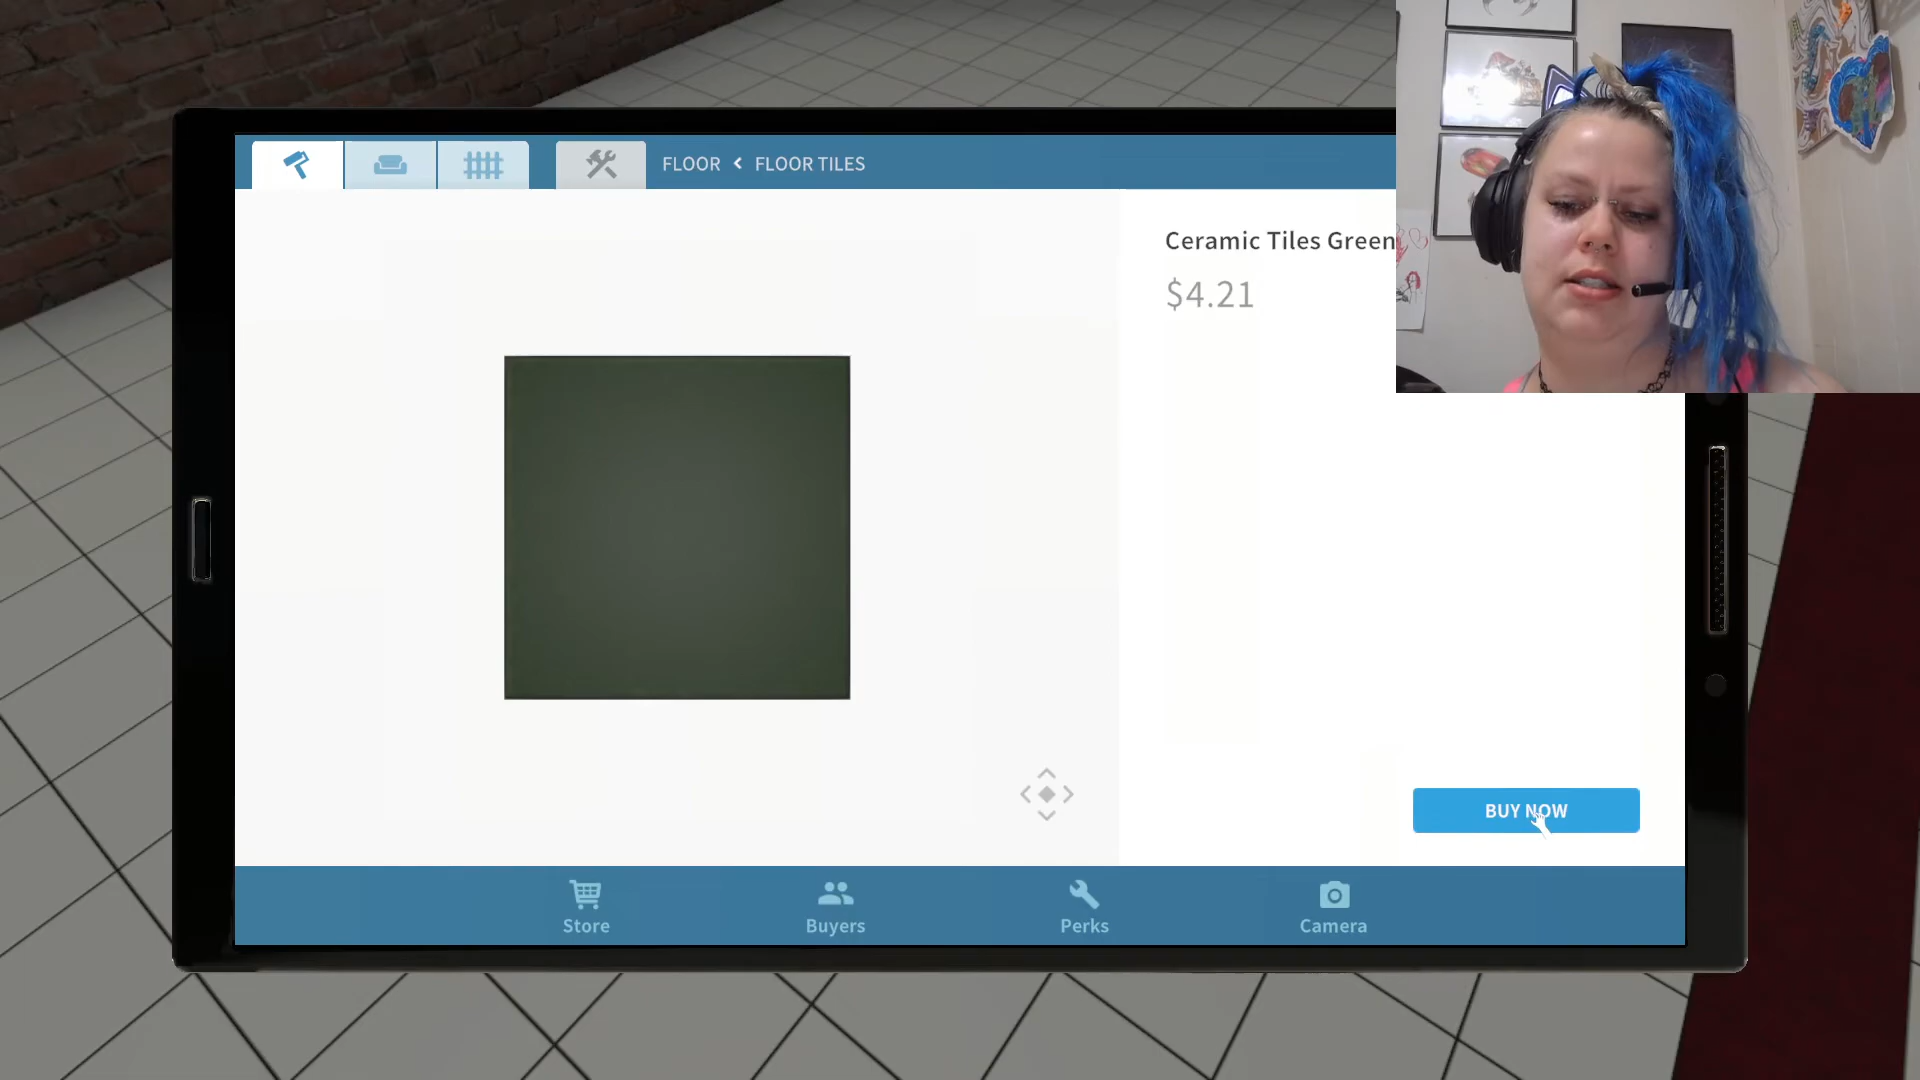 FLOOR < FLOOR TILES
Ceramic Tiles Green
$4.21
BUY NOW
Store
Buyers
Perks
Camera